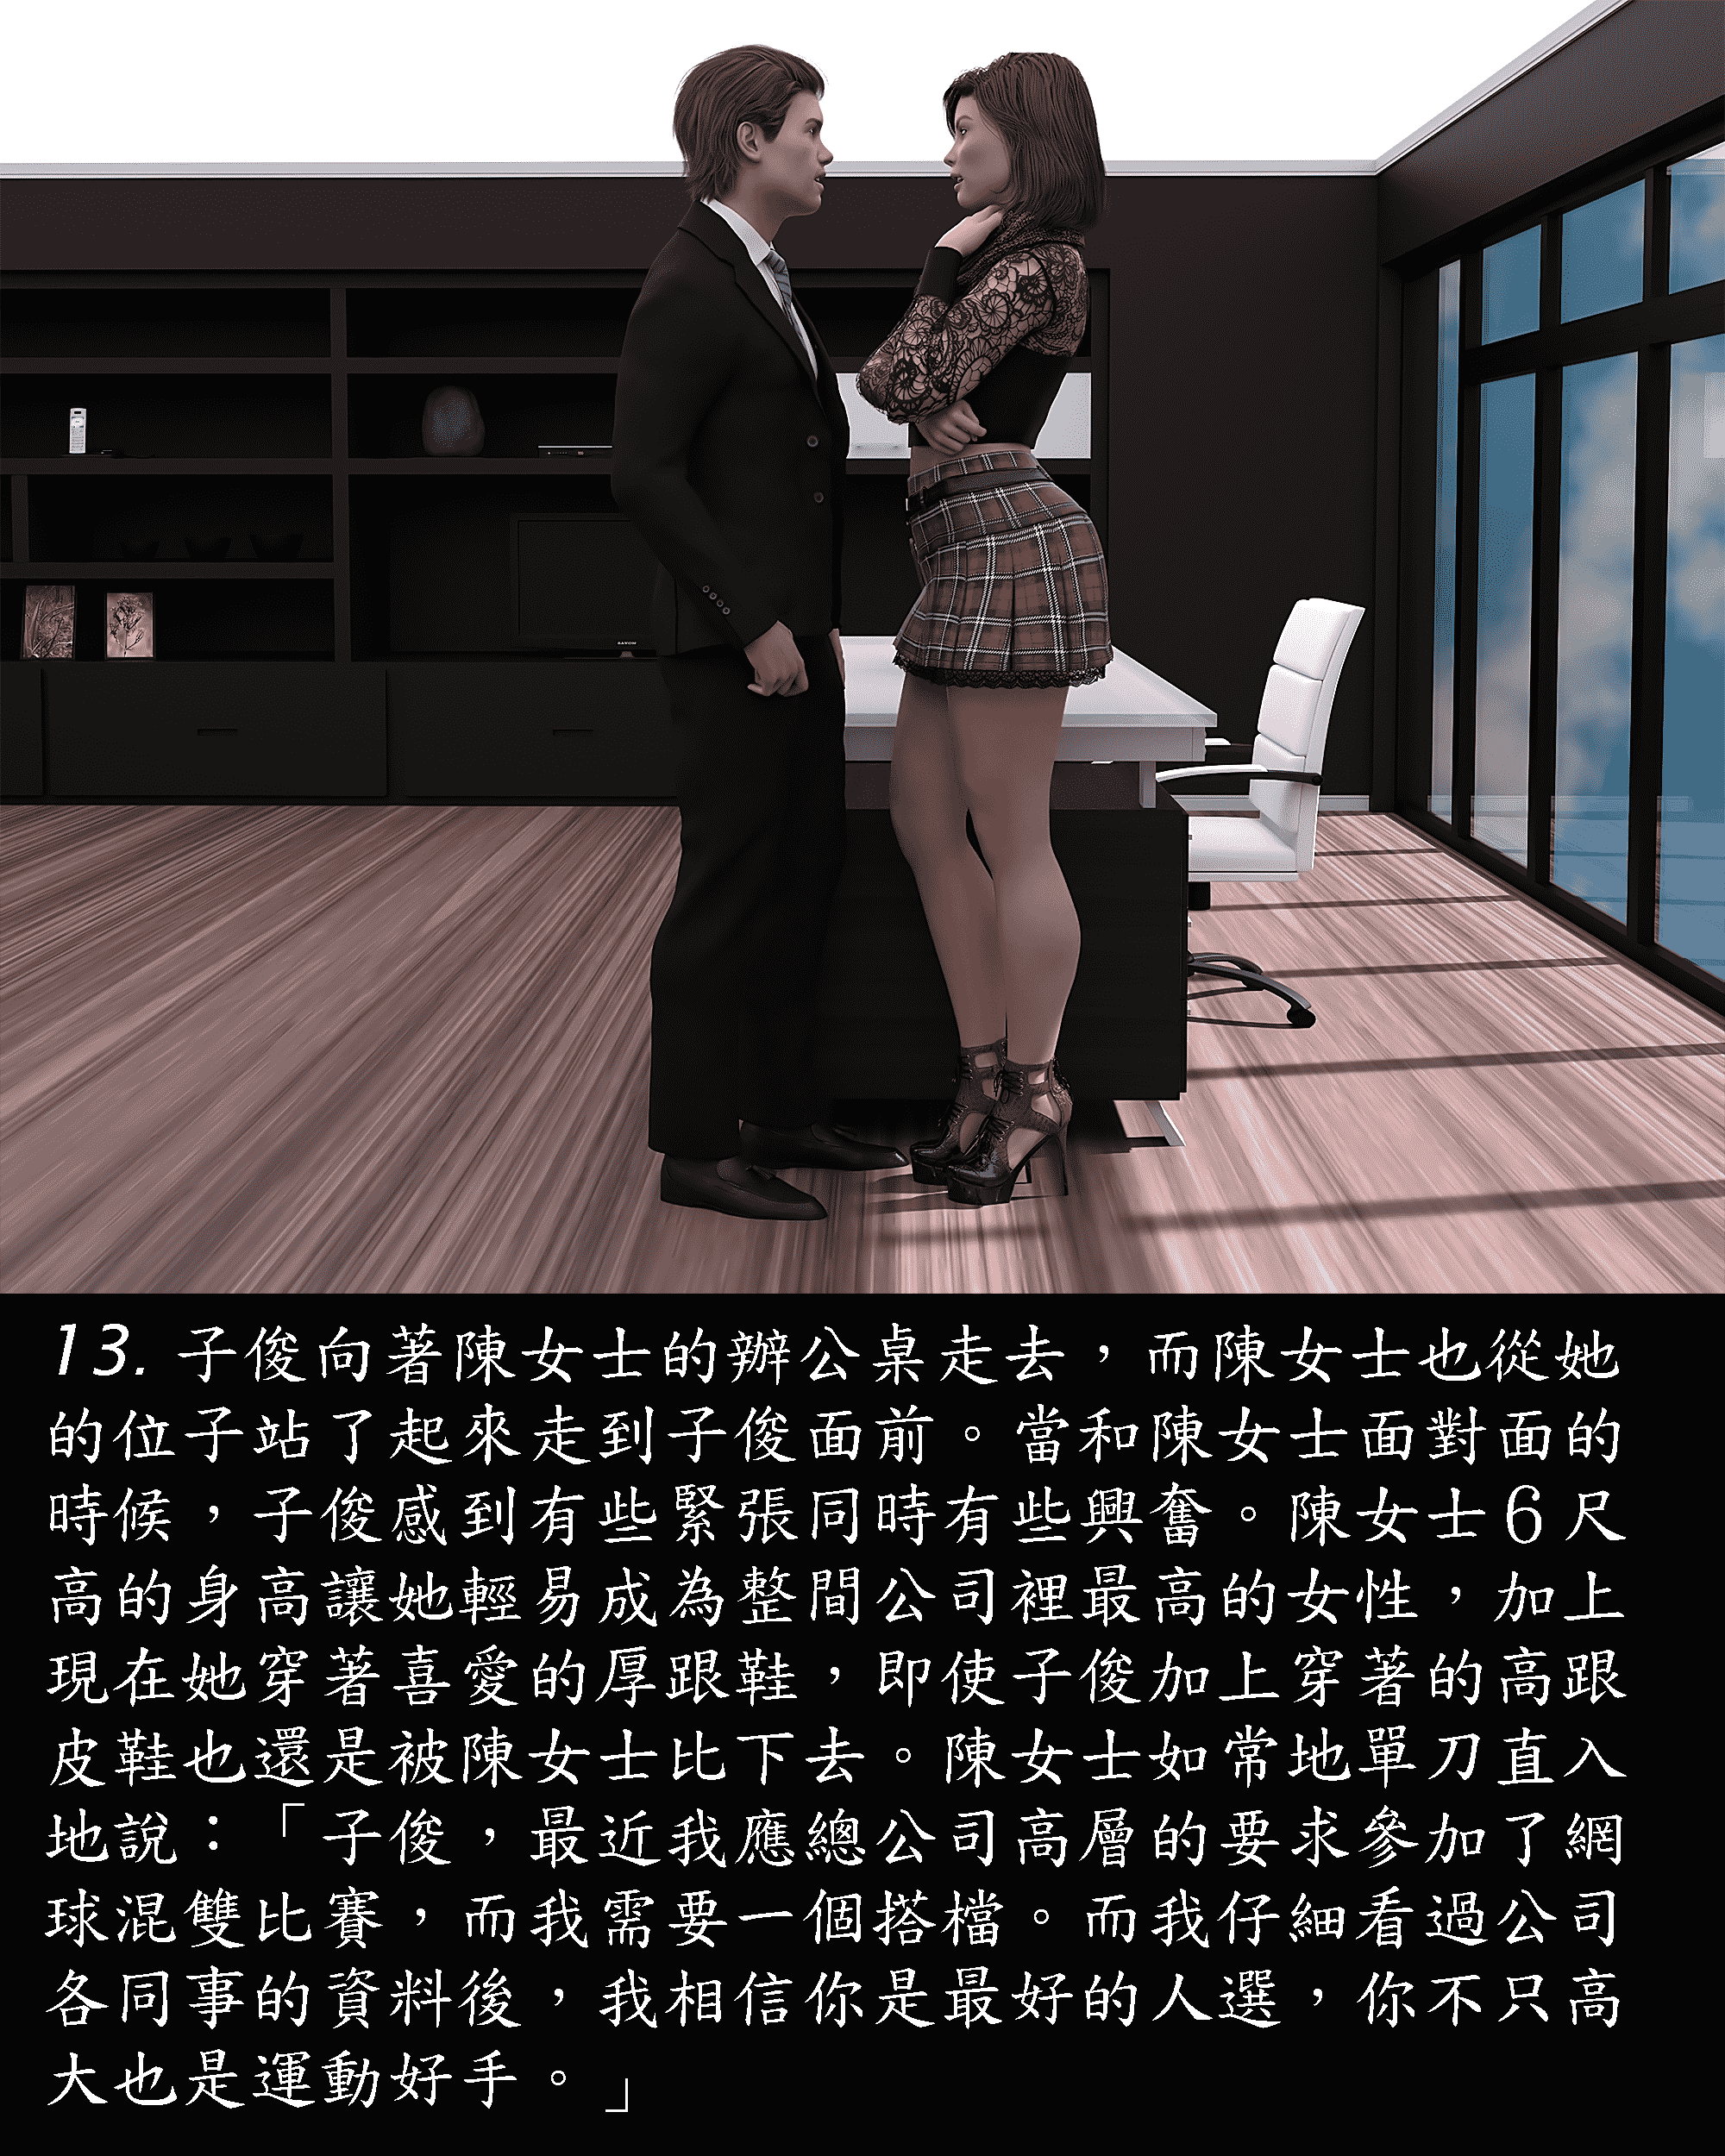 13. 子俊向著陳女士的辦公桌走去，而陳女士也從她
的位子站了起來走到子俊面前。當和陳女士面對面的
時候，子俊感到有些緊張同時有些興奮。陳女士6尺
高的身高讓她輕易成為整間公司裡最高的女性，加上
現在她穿著喜愛的厚跟鞋，即使子俊加上穿著的高跟
皮鞋也還是被陳女士比下去。陳女士如常地單刀直入
地說：「子俊，最近我應總公司高層的要求參加了網
球混雙比賽，而我需要一個搭檔。而我仔細看過公司
各同事的資料後，我相信你是最好的人選，你不只高
大也是運動好手。」